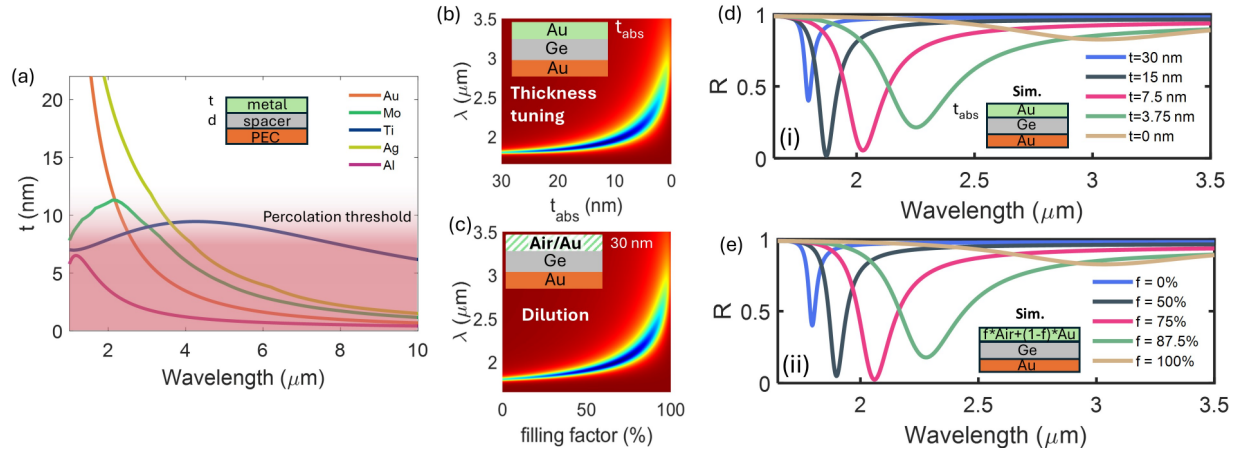 (a)
t (nm)
20
15
10
5
0
2
4
6
8
10
Wavelength (μm)
t
d
metal
spacer
PEC
Au
Mo
Ti
Ag
Al
Percolation threshold
(b)
λ (μm)
3.5
3
2.5
2
Au
Ge
Au
t_abs
Thickness
tuning
30
20
10
0
t_abs (nm)
(c)
λ (μm)
3.5
3
2.5
2
Air/Au
Ge
Au
30 nm
Dilution
0
50
100
filling factor (%)
(d)
R
1
0.5
0
(i)
Sim.
t_abs
Au
Ge
Au
t=30 nm
t=15 nm
t=7.5 nm
t=3.75 nm
t=0 nm
2
2.5
3
3.5
Wavelength (μm)
(e)
R
1
0.5
0
(ii)
Sim.
f*Air+(1-f)*Au
Ge
Au
f = 0%
f = 50%
f = 75%
f = 87.5%
f = 100%
2
2.5
3
3.5
Wavelength (μm)